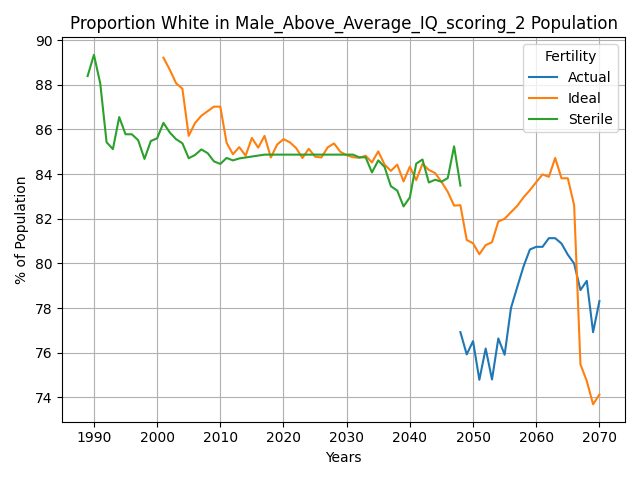 Proportion White in Male_Above_Average_IQ_scoring_2 Population
90
88
86
84
82
80
78
76
74
% of Population
1990
2000
2010
2020
2030
2040
2050
2060
2070
Years
Fertility
Actual
Ideal
Sterile